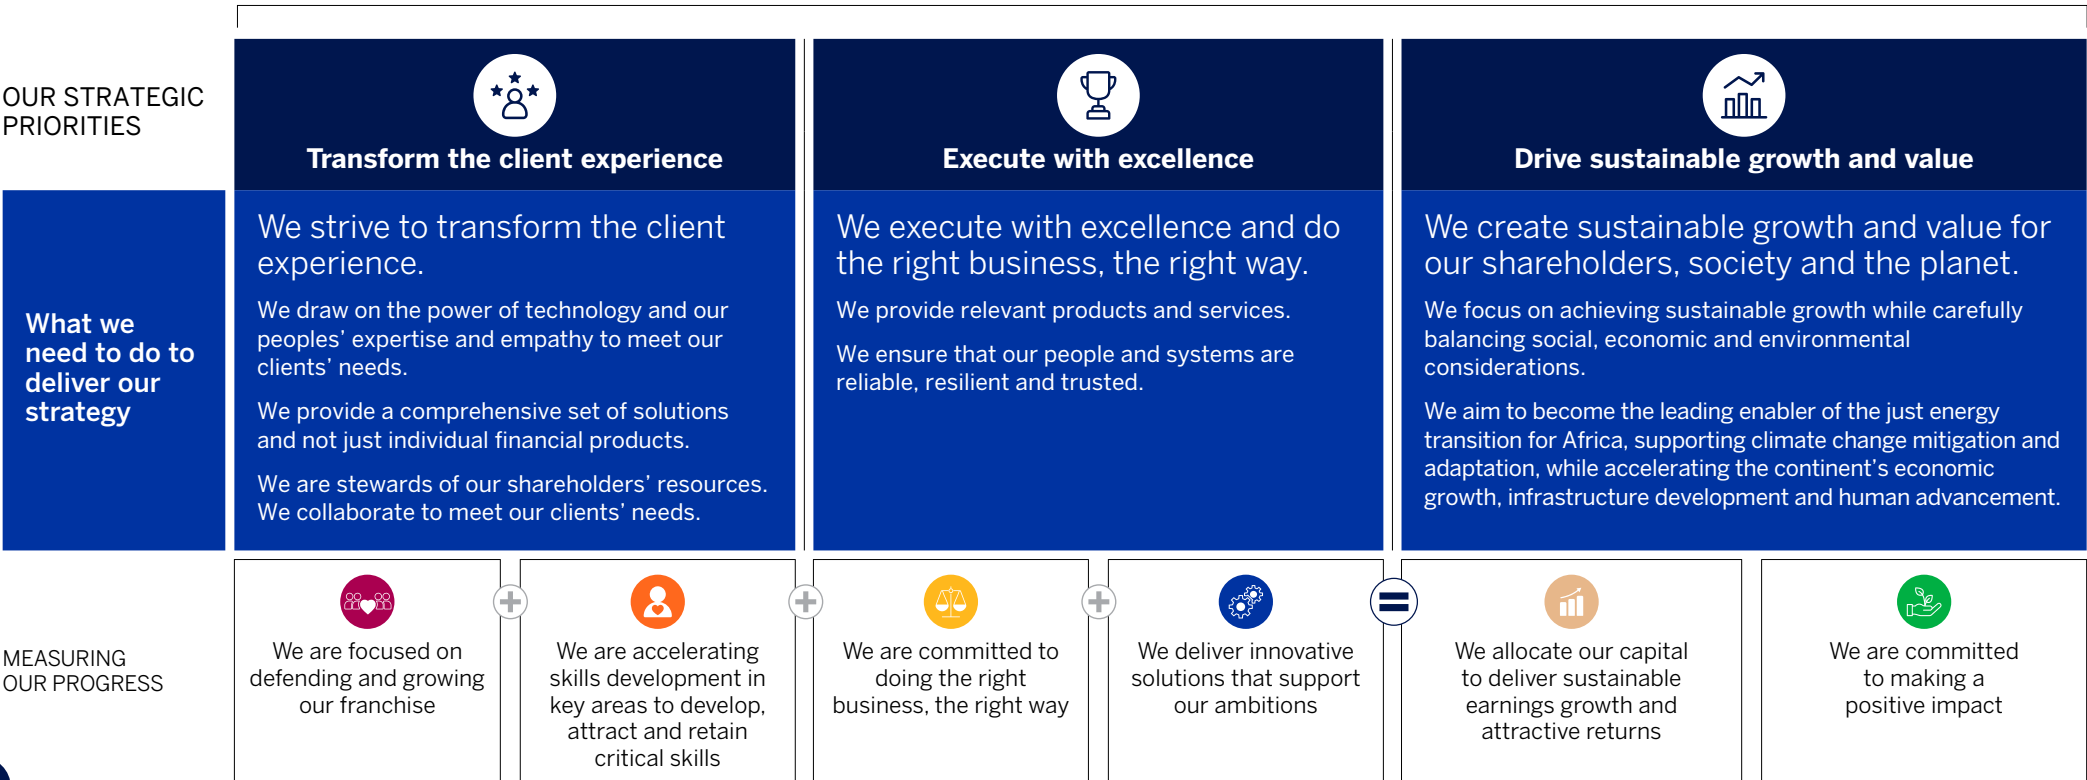 OUR STRATEGIC
PRIORITIES
Transform the client experience
Execute with excellence
Drive sustainable growth and value
What we
need to do to
deliver our
strategy
We strive to transform the client
experience.
We draw on the power of technology and our
peoples’ expertise and empathy to meet our
clients’ needs.
We provide a comprehensive set of solutions
and not just individual financial products.
We are stewards of our shareholders’ resources.
We collaborate to meet our clients’ needs.
We execute with excellence and do
the right business, the right way.
We provide relevant products and services.
We ensure that our people and systems are
reliable, resilient and trusted.
We create sustainable growth and value for
our shareholders, society and the planet.
We focus on achieving sustainable growth while carefully
balancing social, economic and environmental
considerations.
We aim to become the leading enabler of the just energy
transition for Africa, supporting climate change mitigation and
adaptation, while accelerating the continent’s economic
growth, infrastructure development and human advancement.
MEASURING
OUR PROGRESS
We are focused on
defending and growing
our franchise
+
We are accelerating
skills development in
key areas to develop,
attract and retain
critical skills
+
We are committed to
doing the right
business, the right way
+
We deliver innovative
solutions that support
our ambitions
=
We allocate our capital
to deliver sustainable
earnings growth and
attractive returns
We are committed
to making a
positive impact